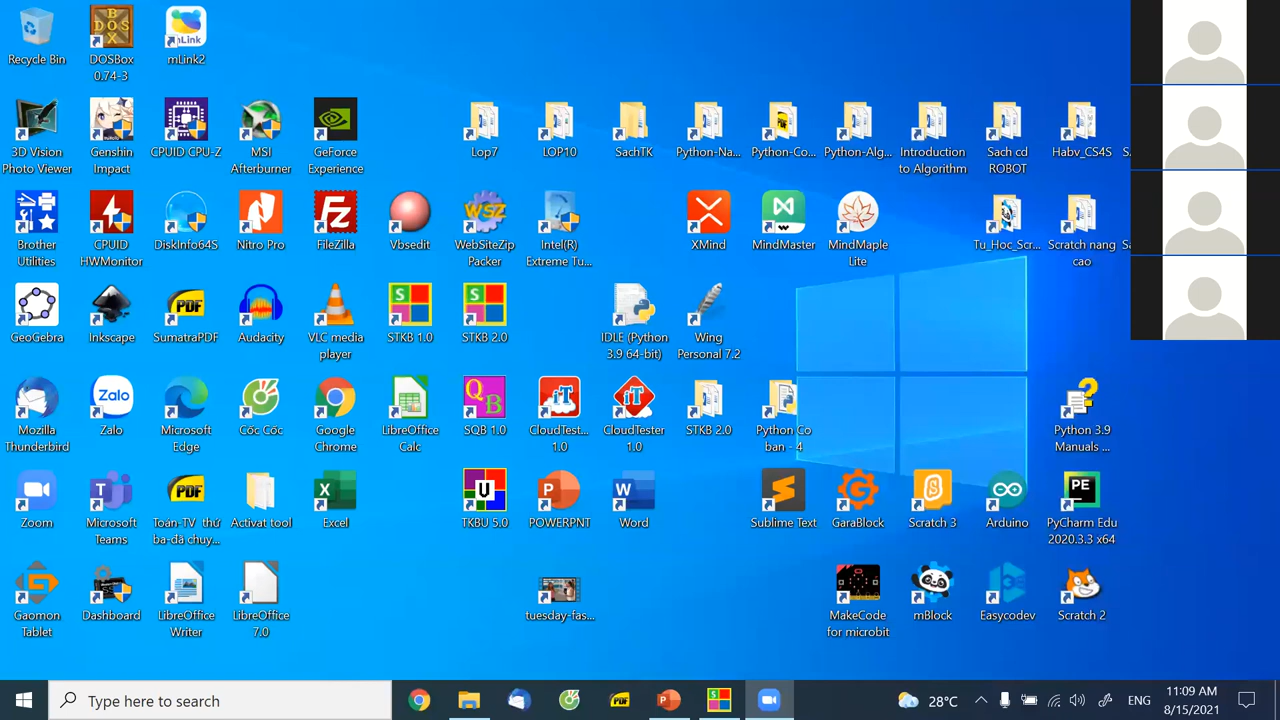 Recycle Bin
DOSBox
0.74-3
mLink2
3D Vision
Photo Viewer
Genshin
Impact
CPUID CPU-Z
MSI
Afterburner
GeForce
Experience
Lop7
LOP10
SachTK
Python-Na...
Python-Co...
Python-Alg...
Introduction
to Algorithm
Sach cd
ROBOT
Habv_CS4S
Brother
Utilities
CPUID
HWMonitor
DiskInfo64S
Nitro Pro
FileZilla
Vbsedit
WebSiteZip
Packer
Intel(R)
Extreme Tu...
XMind
MindMaster
MindMaple
Lite
Tu_Hoc_Scr...
Scratch nang
cao
GeoGebra
Inkscape
SumatraPDF
Audacity
VLC media
player
STKB 1.0
STKB 2.0
IDLE (Python
3.9 64-bit)
Wing
Personal 7.2
Mozilla
Thunderbird
Zalo
Microsoft
Edge
Cốc Cốc
Google
Chrome
LibreOffice
Calc
SQB 1.0
CloudTest...
1.0
CloudTester
1.0
STKB 2.0
Python Co
ban - 4
Python 3.9
Manuals ...
Zoom
Microsoft
Teams
Toán-TV thứ
ba-đã chuy...
Activat tool
Excel
TKBU 5.0
POWERPNT
Word
Sublime Text
GaraBlock
Scratch 3
Arduino
PyCharm Edu
2020.3.3 x64
Gaomon
Tablet
Dashboard
LibreOffice
Writer
LibreOffice
7.0
tuesday-fas...
MakeCode
for microbit
mBlock
Easycodev
Scratch 2
Type here to search
28°C
ENG
11:09 AM
8/15/2021